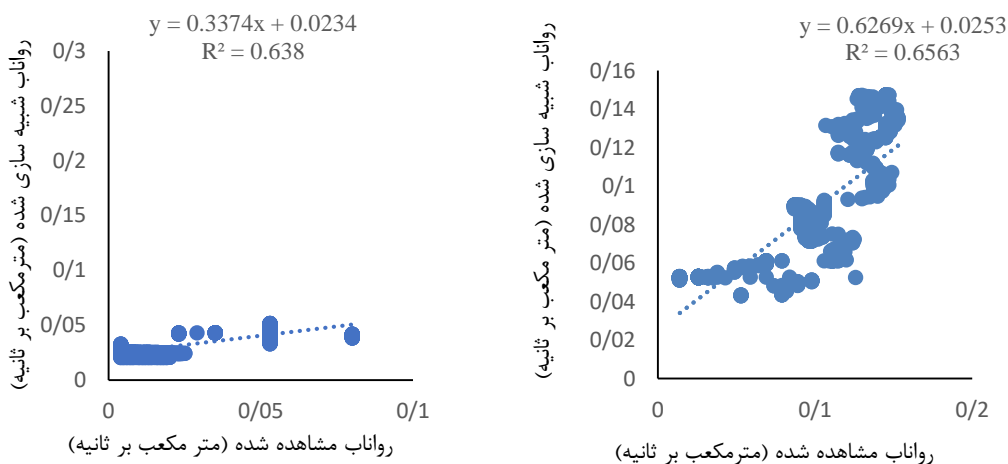 y = 0.3374x + 0.0234
R² = 0.638
رواناب شبیه سازی شده (مترمکعب بر ثانیه)
0/3
0/25
0/2
0/15
0/1
0/05
0
0
0/05
0/1
رواناب مشاهده شده (متر مکعب بر ثانیه)
y = 0.6269x + 0.0253
R² = 0.6563
رواناب شبیه سازی شده (متر مکعب بر ثانیه)
0/16
0/14
0/12
0/1
0/08
0/06
0/04
0/02
0
0
0/1
0/2
رواناب مشاهده شده (مترمکعب بر ثانیه)